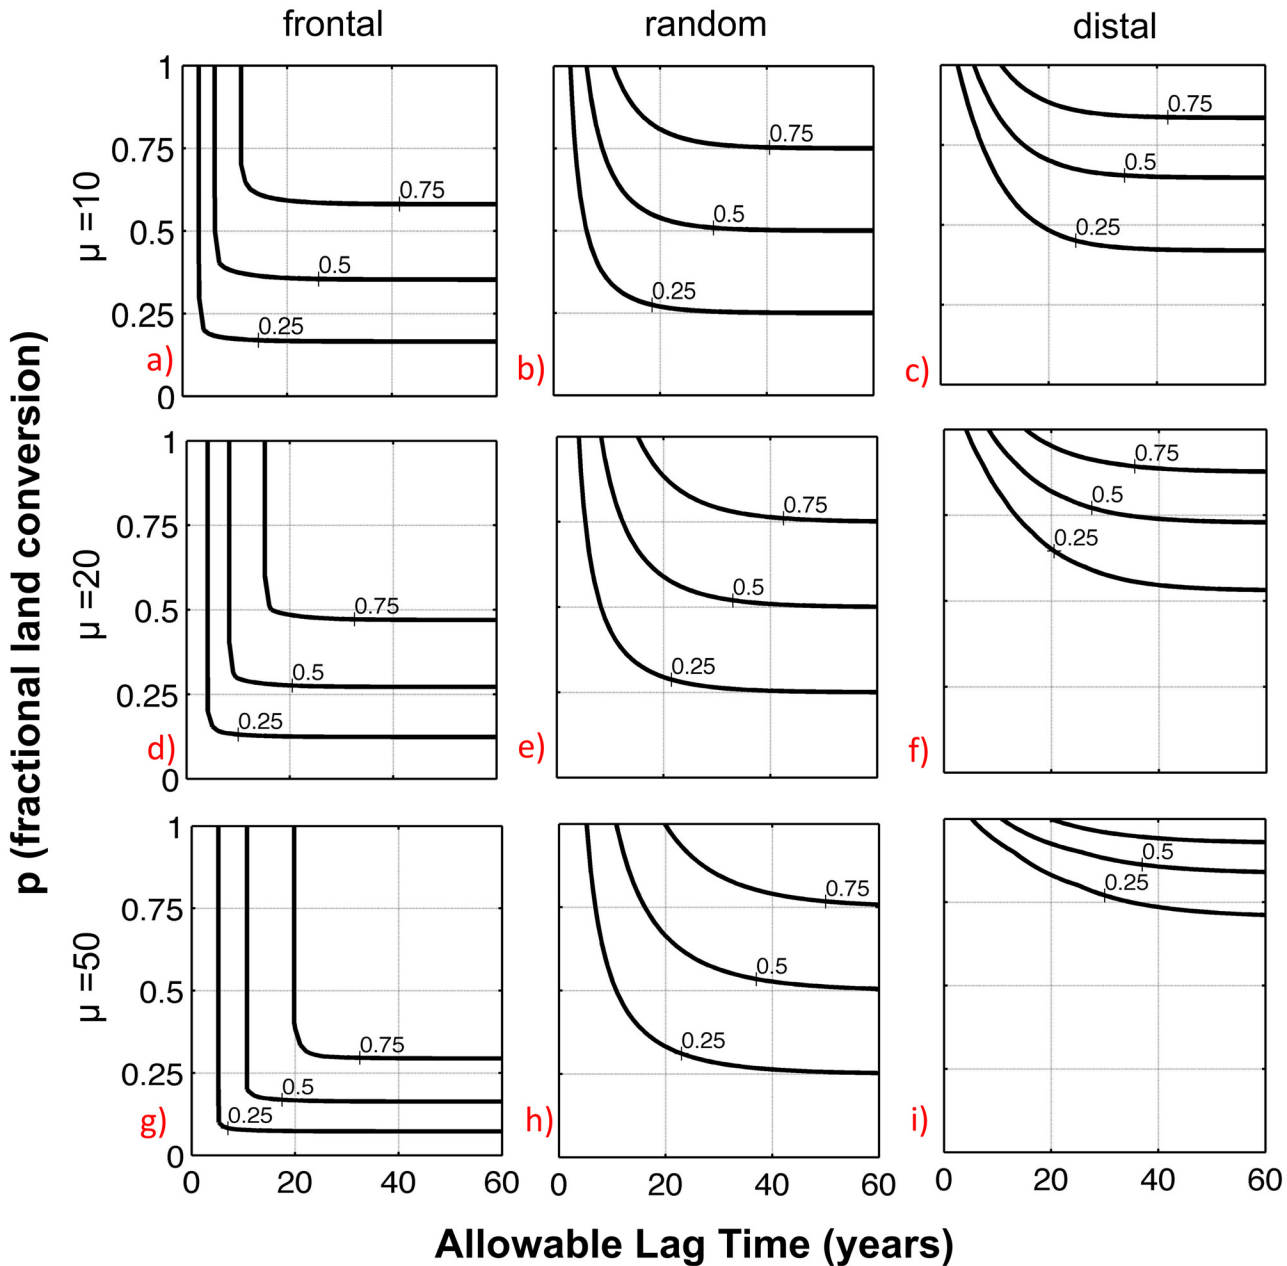 frontal random distal
p (fractional land conversion)
μ =10
1
0.75
0.5
0.25
0
a)
0.75
0.5
0.25
b)
0.75
0.5
0.25
c)
0.75
0.5
0.25
μ =20
1
0.75
0.5
0.25
0
d)
0.75
0.5
0.25
e)
0.75
0.5
0.25
f)
0.75
0.5
0.25
μ =50
1
0.75
0.5
0.25
0
g)
0.75
0.5
0.25
h)
0.75
0.5
0.25
i)
0.5
0.25
0 20 40 60 0 20 40 60 0 20 40 60
Allowable Lag Time (years)